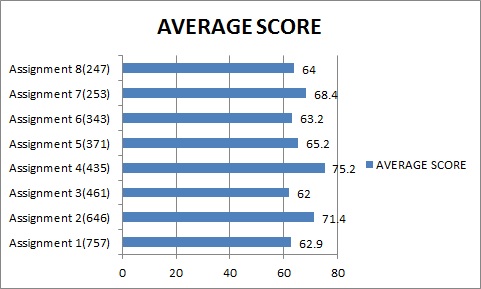 AVERAGE SCORE
Assignment 8(247) 64
Assignment 7(253) 68.4
Assignment 6(343) 63.2
Assignment 5(371) 65.2
Assignment 4(435) 75.2
AVERAGE SCORE
Assignment 3(461) 62
Assignment 2(646) 71.4
Assignment 1(757) 62.9
0 20 40 60 80